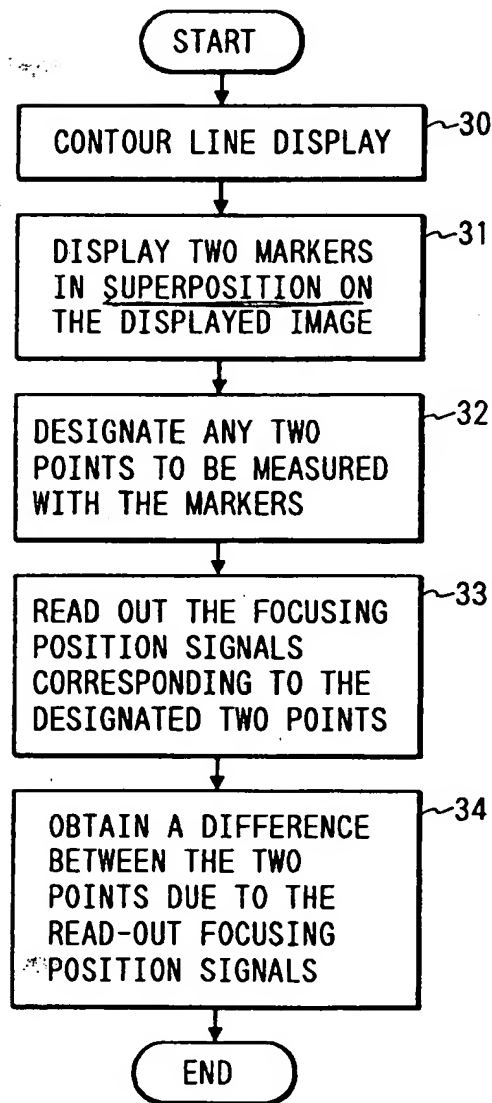 START
CONTOUR LINE DISPLAY
30
DISPLAY TWO MARKERS
IN SUPERPOSITION ON
THE DISPLAYED IMAGE
31
DESIGNATE ANY TWO
POINTS TO BE MEASURED
WITH THE MARKERS
32
READ OUT THE FOCUSING
POSITION SIGNALS
CORRESPONDING TO THE
DESIGNATED TWO POINTS
33
OBTAIN A DIFFERENCE
BETWEEN THE TWO
POINTS DUE TO THE
READ-OUT FOCUSING
POSITION SIGNALS
34
END